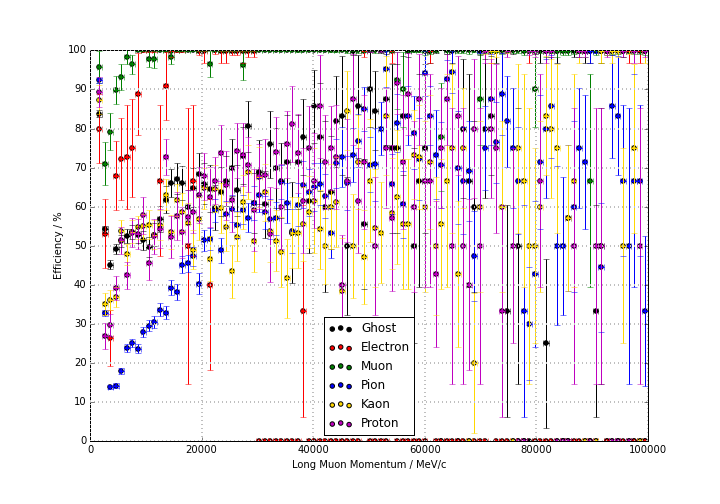 100
90
80
70
60
50
40
30
20
10
0
Efficiency / %
Ghost
Electron
Muon
Pion
Kaon
Proton
0 20000 40000 60000 80000 100000
Long Muon Momentum / MeV/c